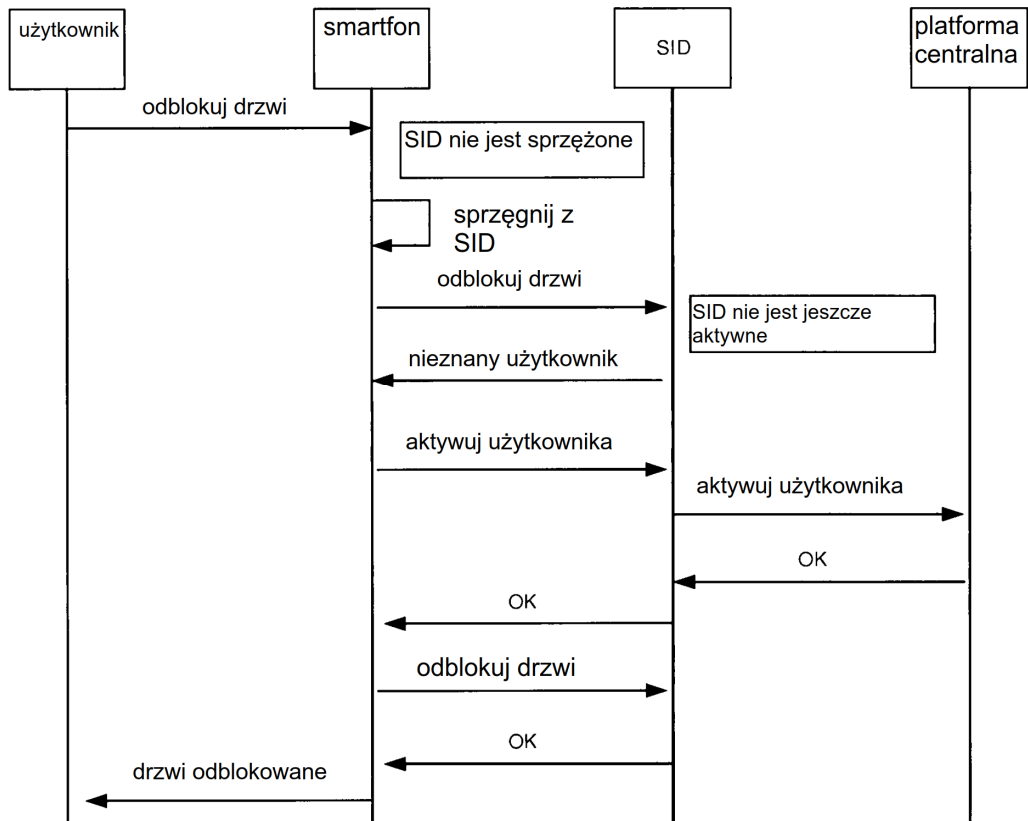 użytkownik
smartfon
SID
platforma
centralna
odblokuj drzwi
SID nie jest sprzężone
sprzęgnij z
SID
odblokuj drzwi
SID nie jest jeszcze
aktywne
nieznany użytkownik
aktywuj użytkownika
aktywuj użytkownika
OK
OK
odblokuj drzwi
OK
drzwi odblokowane